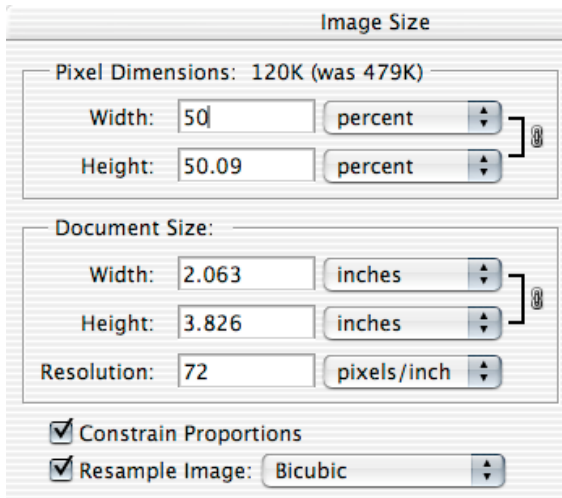 Image Size
Pixel Dimensions: 120K (was 479K)
Width: 50 percent
Height: 50.09 percent
Document Size:
Width: 2.063 inches
Height: 3.826 inches
Resolution: 72 pixels/inch
Constrain Proportions
Resample Image: Bicubic